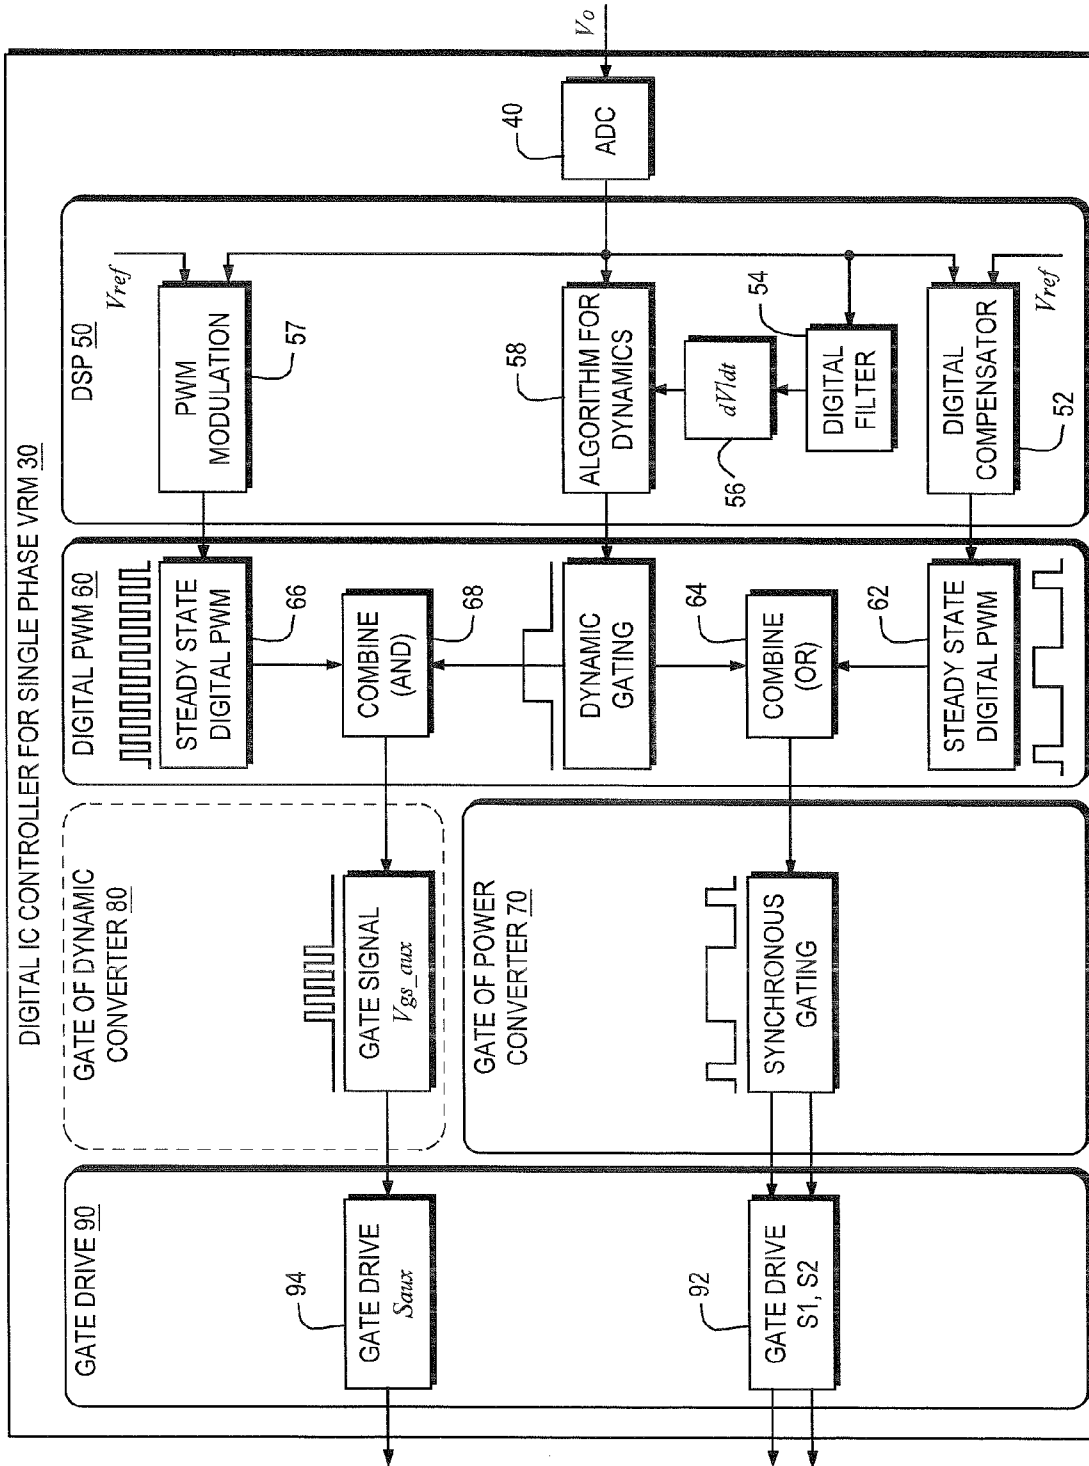 DIGITAL IC CONTROLLER FOR SINGLE PHASE VRM 30
GATE DRIVE 90
94
GATE DRIVE
Saux
92
GATE DRIVE
S1, S2
GATE OF DYNAMIC
CONVERTER 80
GATE SIGNAL
Vgs_aux
GATE OF POWER
CONVERTER 70
SYNCHRONOUS
GATING
DIGITAL PWM 60
STEADY STATE
DIGITAL PWM
66
COMBINE
(AND)
68
DYNAMIC
GATING
64
COMBINE
(OR)
62
STEADY STATE
DIGITAL PWM
DSP 50
Vref
PWM
MODULATION
57
58
ALGORITHM FOR
DYNAMICS
dV/dt
56
54
DIGITAL
FILTER
DIGITAL
COMPENSATOR
52
Vref
40
ADC
Vo